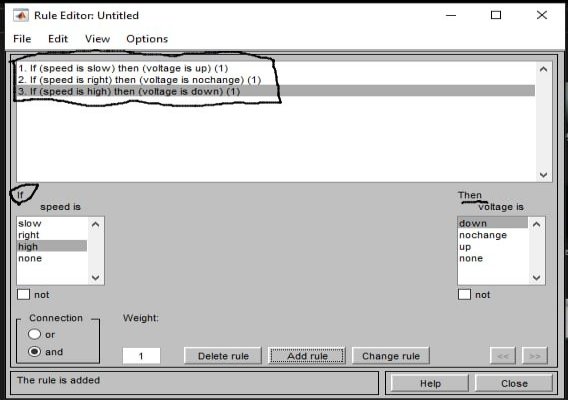 Rule Editor: Untitled
File Edit View Options
1. If (speed is slow) then (voltage is up) (1)
2. If (speed is right) then (voltage is nochange) (1)
3. If (speed is high) then (voltage is down) (1)
If
speed is
slow
right
high
none
not
Then
voltage is
down
nochange
up
none
not
Connection
or
and
Weight:
1
Delete rule
Add rule
Change rule
<<
>>
The rule is added
Help
Close